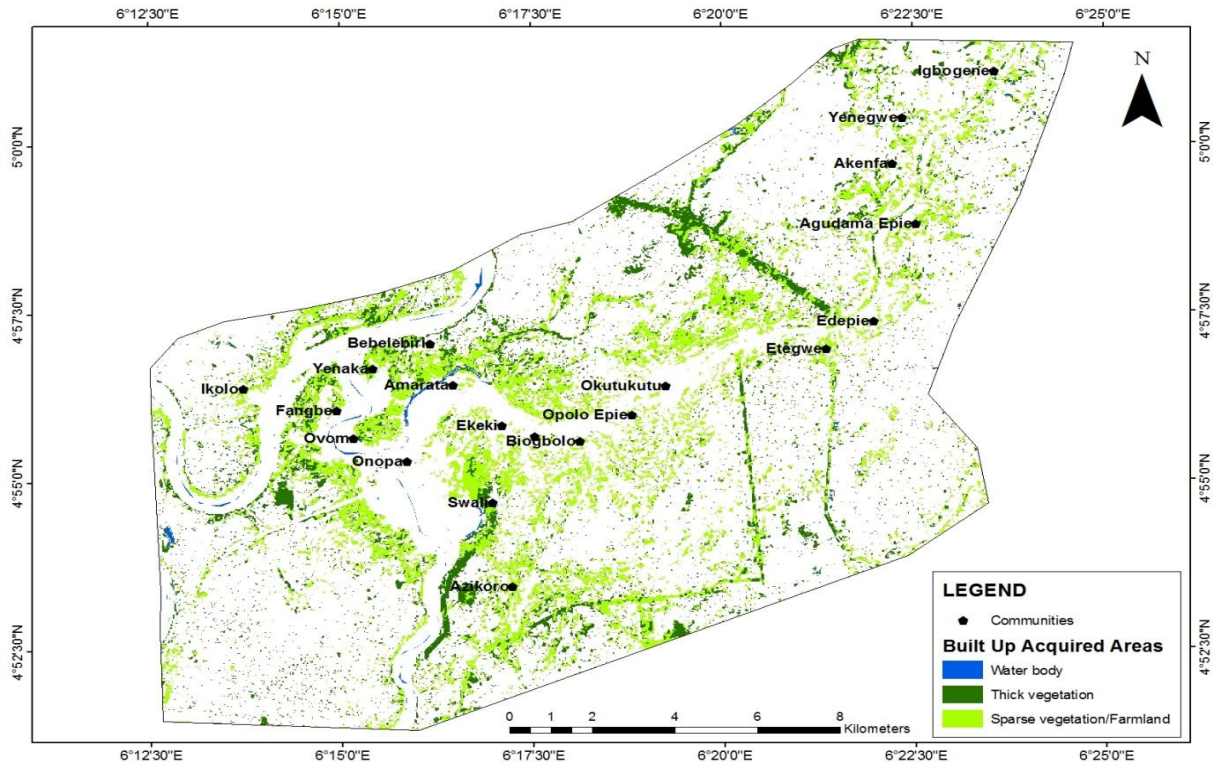 6°12'30"E 6°15'0"E 6°17'30"E 6°20'0"E 6°22'30"E 6°25'0"E
N
Igbogene
Yenegwe
5°0'0"N 5°0'0"N
Akenfa
Agudama Epie
4°57'30"N 4°57'30"N
Edepie
Bebelebiri Etegwe
Yenaka
Ikolo Amarata Okutukutu
Fangbe Opolo Epie
Ekeki
Ovom Biogbolo
Onopa
4°55'0"N 4°55'0"N
Swali
Azikoro
LEGEND
Communities
Built Up Acquired Areas
4°52'30"N 4°52'30"N
Water body
Thick vegetation
Sparse vegetation/Farmland
0 1 2 4 6 8
Kilometers
6°12'30"E 6°15'0"E 6°17'30"E 6°20'0"E 6°22'30"E 6°25'0"E